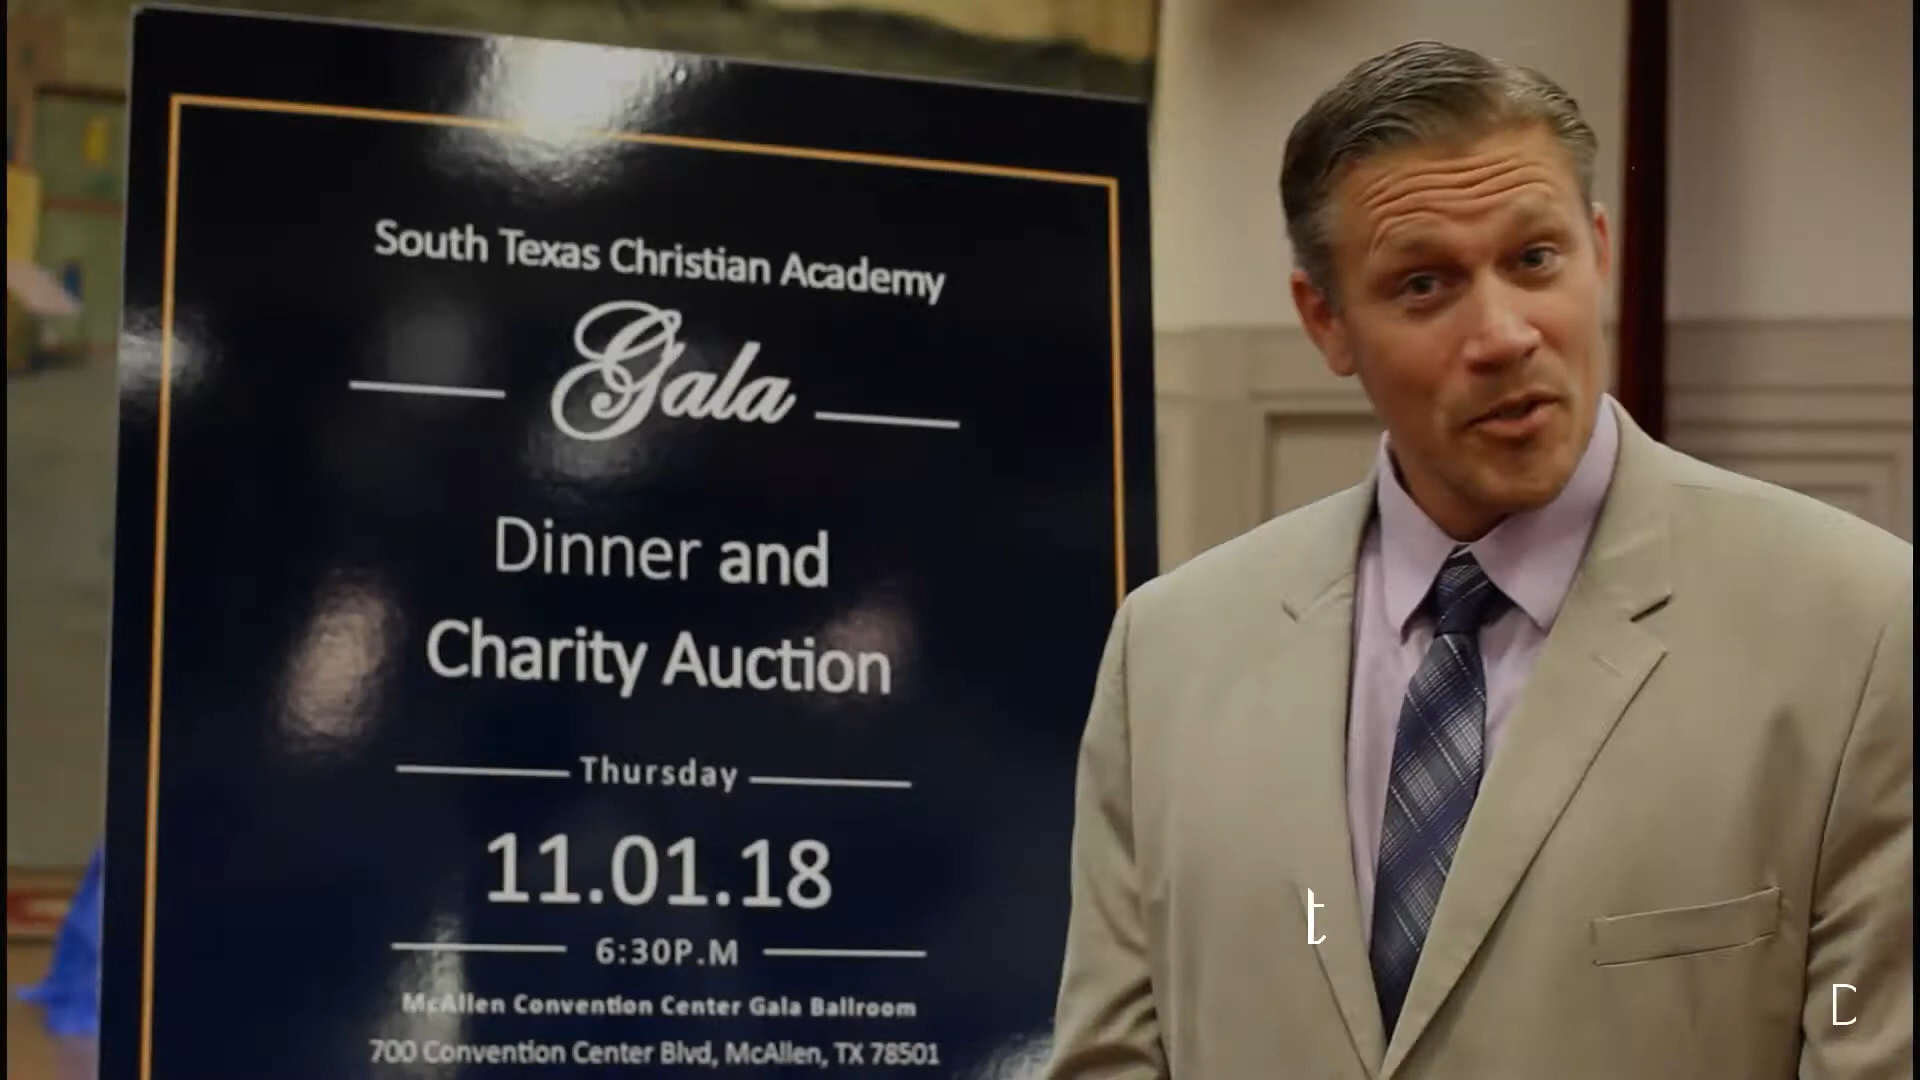 South Texas Christian Academy
Gala
Dinner and
Charity Auction
Thursday
11.01.18
6:30P.M
McAllen Convention Center Gala Ballroom
700 Convention Center Blvd, McAllen, TX 78501
t
D